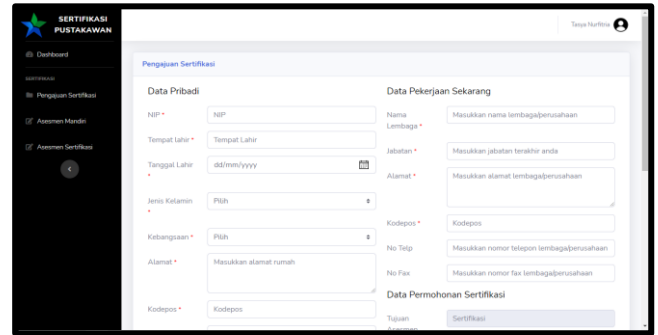 SERTIFIKASI
PUSTAKAWAN
Tasya Nurfitria
Dashboard
SERTIFIKASI
Pengajuan Sertifikasi
Asesmen Mandiri
Asesmen Sertifikasi
Pengajuan Sertifikasi
Data Pribadi
NIP *
NIP
Tempat lahir *
Tempat Lahir
Tanggal Lahir
*
dd/mm/yyyy
Jenis Kelamin
*
Pilih
Kebangsaan *
Pilih
Alamat *
Masukkan alamat rumah
Kodepos *
Kodepos
Data Pekerjaan Sekarang
Nama
Lembaga *
Masukkan nama lembaga/perusahaan
Jabatan *
Masukkan jabatan terakhir anda
Alamat *
Masukkan alamat lembaga/perusahaan
Kodepos *
Kodepos
No Telp
Masukkan nomor telepon lembaga/perusahaan
No Fax
Masukkan nomor fax lembaga/perusahaan
Data Permohonan Sertifikasi
Tujuan
Asesmen
Sertifikasi